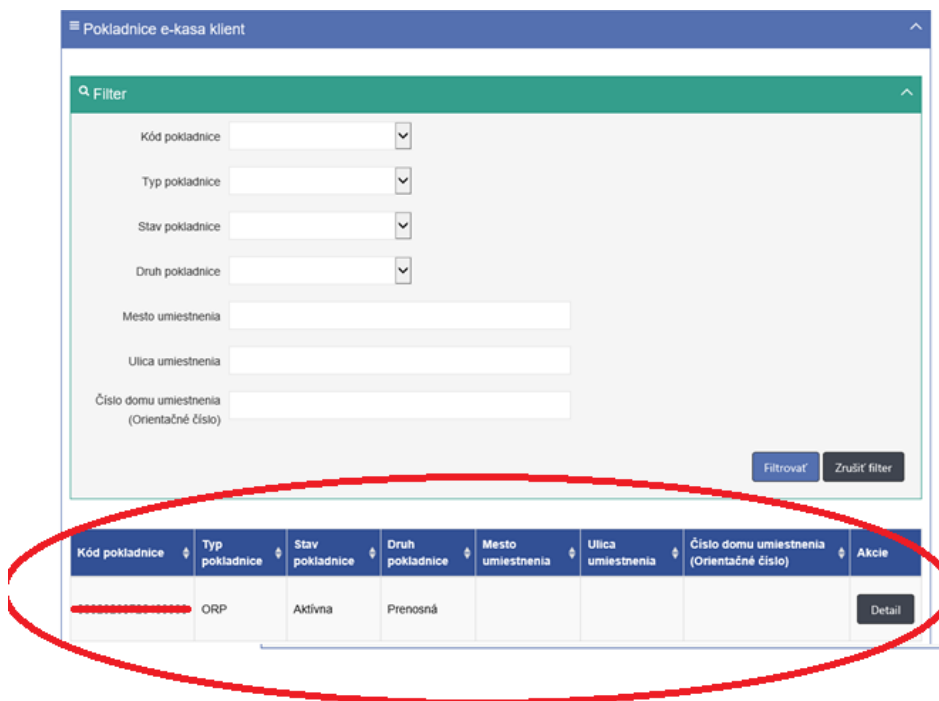 Pokladnice e-kasa klient
Filter
Kód pokladnice
Typ pokladnice
Stav pokladnice
Druh pokladnice
Mesto umiestnenia
Ulica umiestnenia
Číslo domu umiestnenia
(Orientačné číslo)
Filtrovať Zrušiť filter
Kód pokladnice Typ pokladnice Stav pokladnice Druh pokladnice Mesto umiestnenia Ulica umiestnenia Číslo domu umiestnenia (Orientačné číslo) Akcie
ORP Aktívna Prenosná Detail